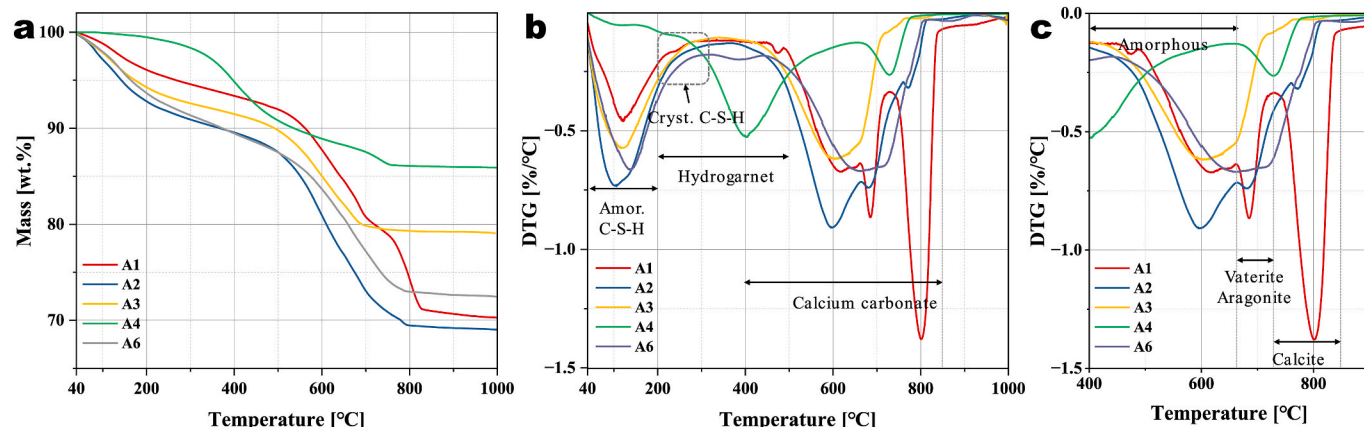 a
100
90
80
70
Mass [wt.%]
A1
A2
A3
A4
A6
40
200
400
600
800
1000
Temperature [°C]
b
0.0
−0.5
−1.0
−1.5
DTG [%/°C]
Cryst. C-S-H
Hydrogarnet
Amor.
C-S-H
Calcium carbonate
A1
A2
A3
A4
A6
40
200
400
600
800
1000
Temperature [°C]
c
0.0
−0.5
−1.0
−1.5
DTG [%/°C]
Amorphous
Vaterite
Aragonite
Calcite
A1
A2
A3
A4
A6
400
600
800
Temperature [°C]